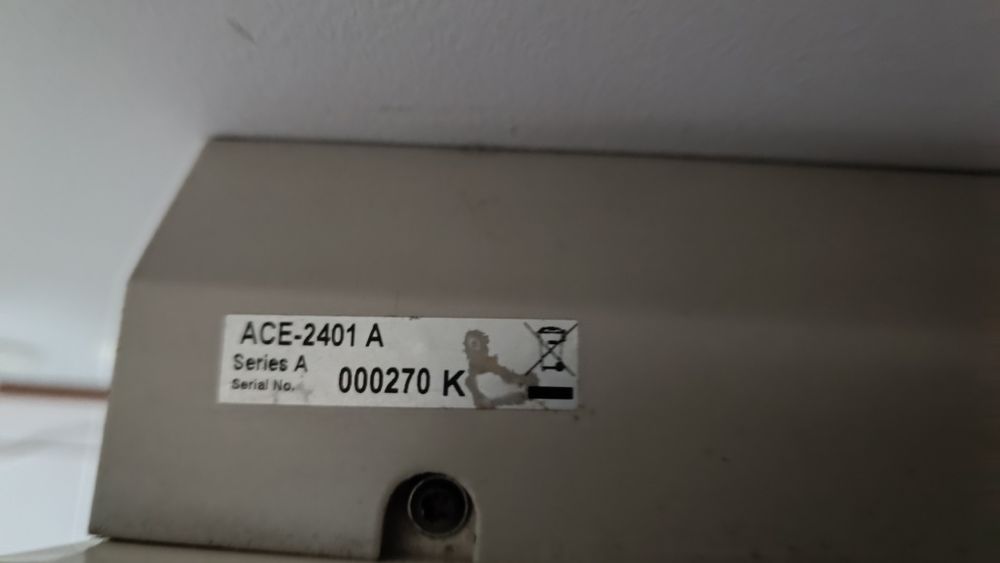 ACE-2401 A
Series A
Serial No. 000270 K